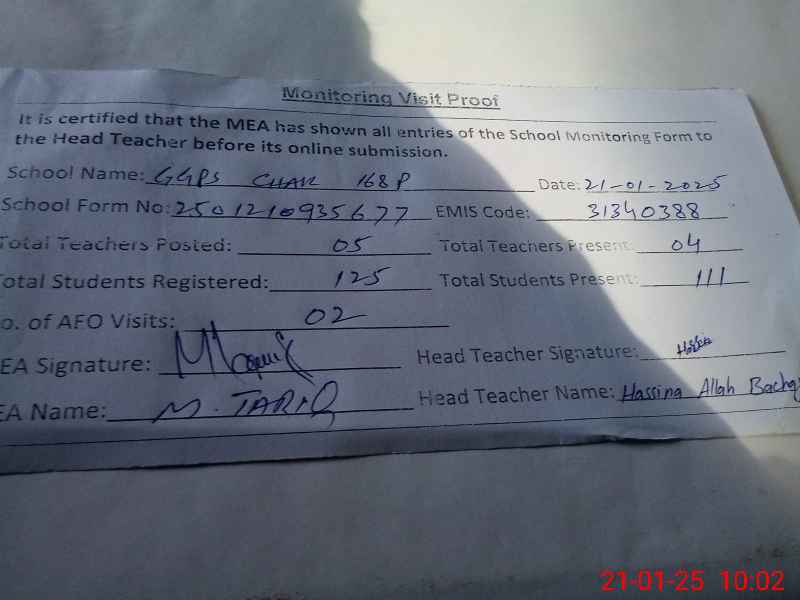 Monitoring Visit Proof
It is certified that the MEA has shown all entries of the School Monitoring Form to
the Head Teacher before its online submission.
School Name: GGPS CHAK 168P Date: 21-01-2025
School Form No: 2501210935677 EMIS Code: 31340388
Total Teachers Posted: 05 Total Teachers Present: 04
Total Students Registered: 125 Total Students Present: 111
o. of AFO Visits: 02
EA Signature: Head Teacher Signature:
EA Name: M. TARIQ Head Teacher Name: Hassina Allah Bacha
21-01-25 10:02